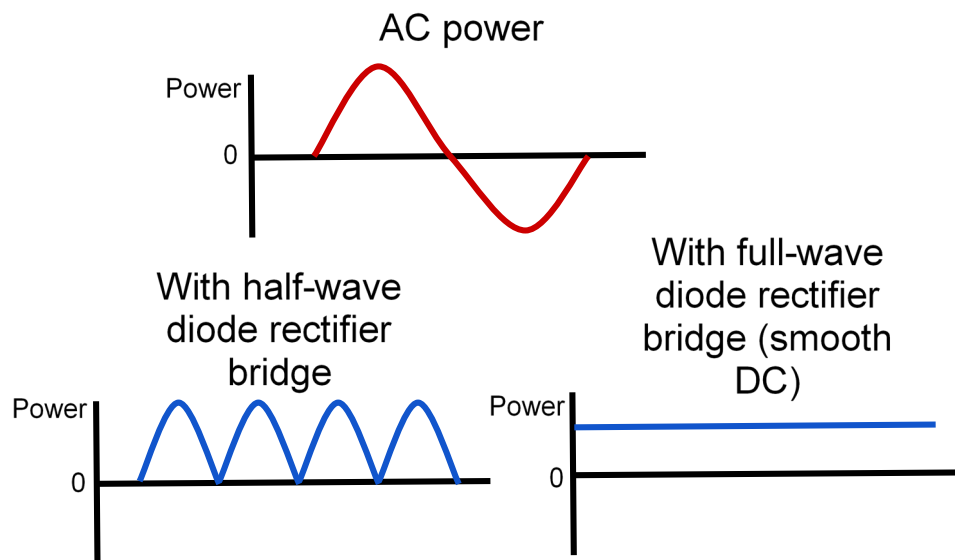 AC power
Power
0
With half-wave
diode rectifier
bridge
Power
0
With full-wave
diode rectifier
bridge (smooth
DC)
Power
0